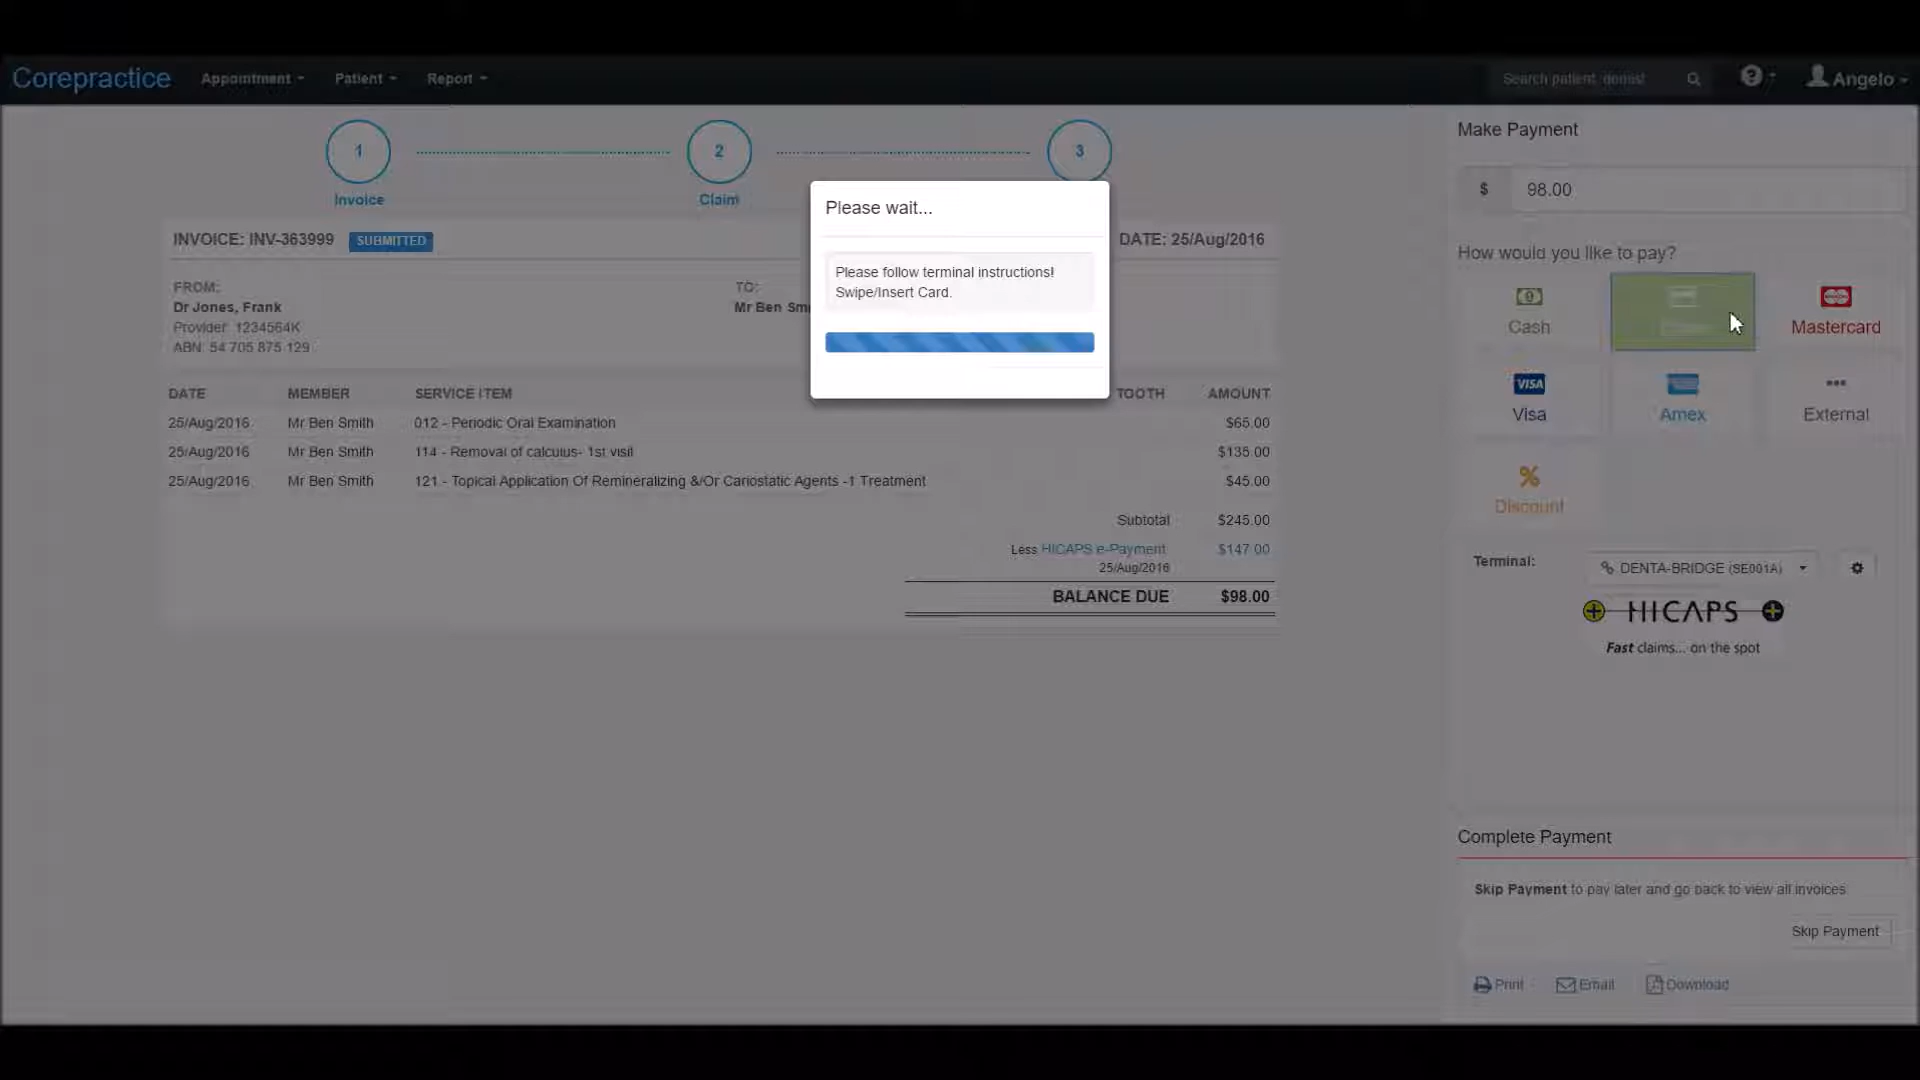 Corepractice Appointment Patient Report Search patient, Angelo
1 2 3
Invoice Claim
INVOICE: INV-363999 SUBMITTED DATE: 25/Aug/2016
FROM:
Dr Jones, Frank
Provider: 1234564K
ABN: 54 705 875 129
TO:
Mr Ben
DATE MEMBER SERVICE ITEM TOOTH AMOUNT
25/Aug/2016 Mr Ben Smith 012 - Periodic Oral Examination $65.00
25/Aug/2016 Mr Ben Smith 114 - Removal of calculus- 1st visit $135.00
25/Aug/2016 Mr Ben Smith 121 - Topical Application Of Remineralizing &/Or Cariostatic Agents -1 Treatment $45.00
Subtotal $245.00
Less HICAPS e-Payment $147.00
25/Aug/2016
BALANCE DUE $98.00
Please wait...
Please follow terminal instructions!
Swipe/Insert Card.
Make Payment
$ 98.00
How would you like to pay?
Cash
Mastercard
VISA
Visa
Amex
External
Discount
Terminal: DENTA-BRIDGE (SE001A)
HICAPS
Fast claims... on the spot
Complete Payment
Skip Payment to pay later and go back to view all invoices
Skip Payment
Print Email Download